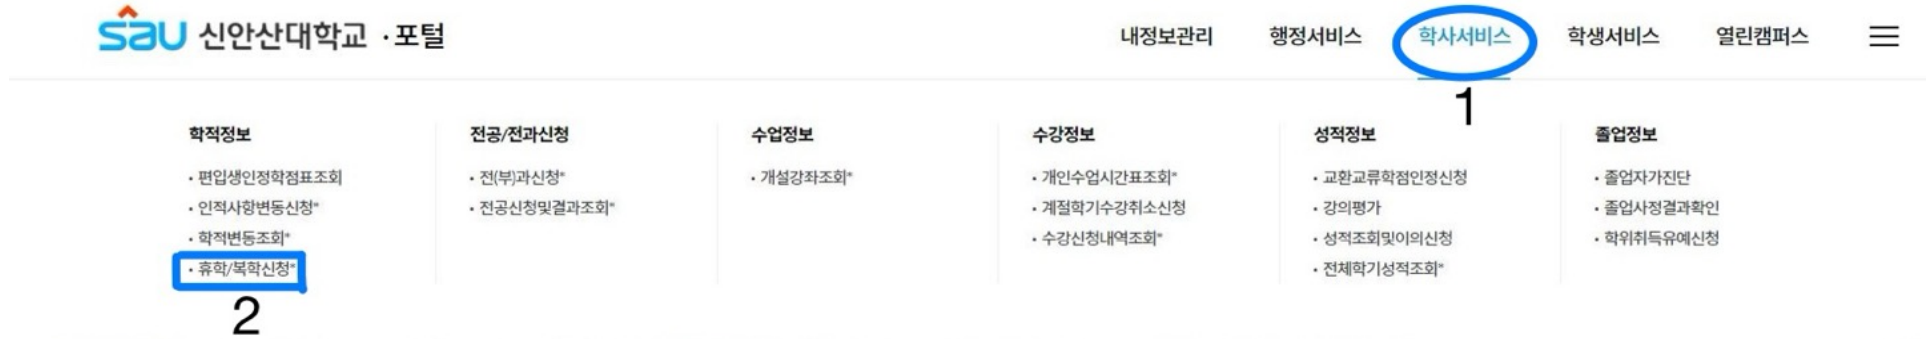 sau 신안산대학교 · 포털
내정보관리 행정서비스 학사서비스 학생서비스 열린캠퍼스
1
학적정보
· 편입생인정학점표조회
· 인적사항변동신청*
· 학적변동조회*
· 휴학/복학신청*
2
전공/전과신청
· 전(부)과신청*
· 전공신청및결과조회*
수업정보
· 개설강좌조회*
수강정보
· 개인수업시간표조회*
· 계절학기수강취소신청
· 수강신청내역조회*
성적정보
· 교환교류학점인정신청
· 강의평가
· 성적조회및이의신청
· 전체학기성적조회*
졸업정보
· 졸업자가진단
· 졸업사정결과확인
· 학위취득유예신청